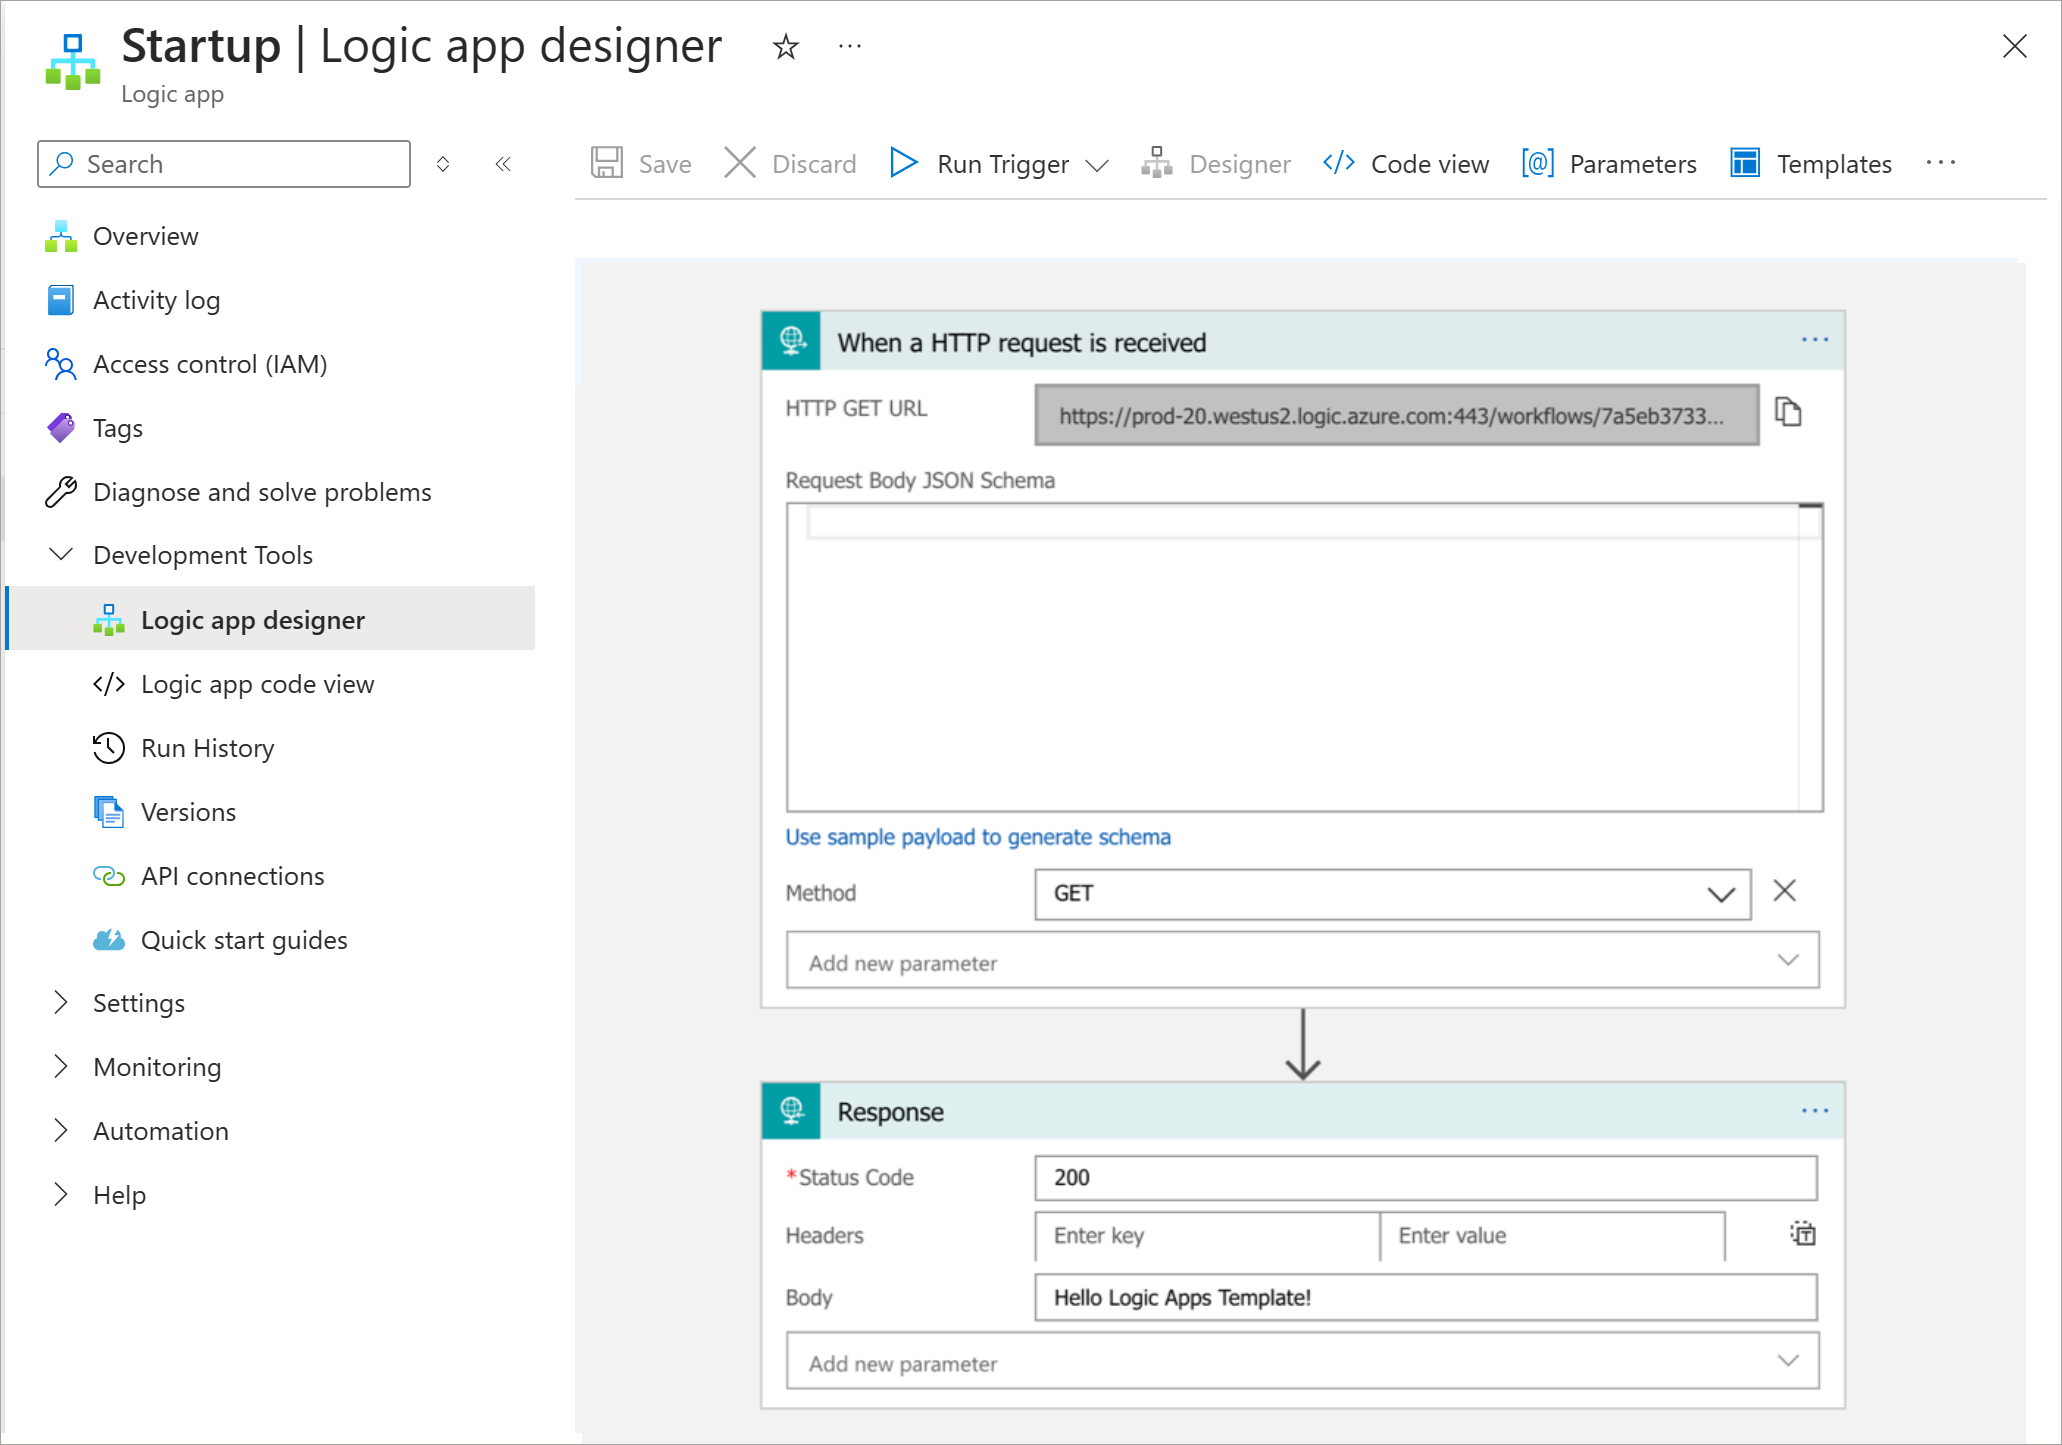 Startup | Logic app designer
Logic app
Search
Save Discard Run Trigger Designer Code view Parameters Templates
Overview
Activity log
Access control (IAM)
Tags
Diagnose and solve problems
Development Tools
Logic app designer
Logic app code view
Run History
Versions
API connections
Quick start guides
Settings
Monitoring
Automation
Help
When a HTTP request is received
HTTP GET URL https://prod-20.westus2.logic.azure.com:443/workflows/7a5eb3733...
Request Body JSON Schema
Use sample payload to generate schema
Method GET
Add new parameter
Response
*Status Code 200
Headers Enter key Enter value
Body Hello Logic Apps Template!
Add new parameter